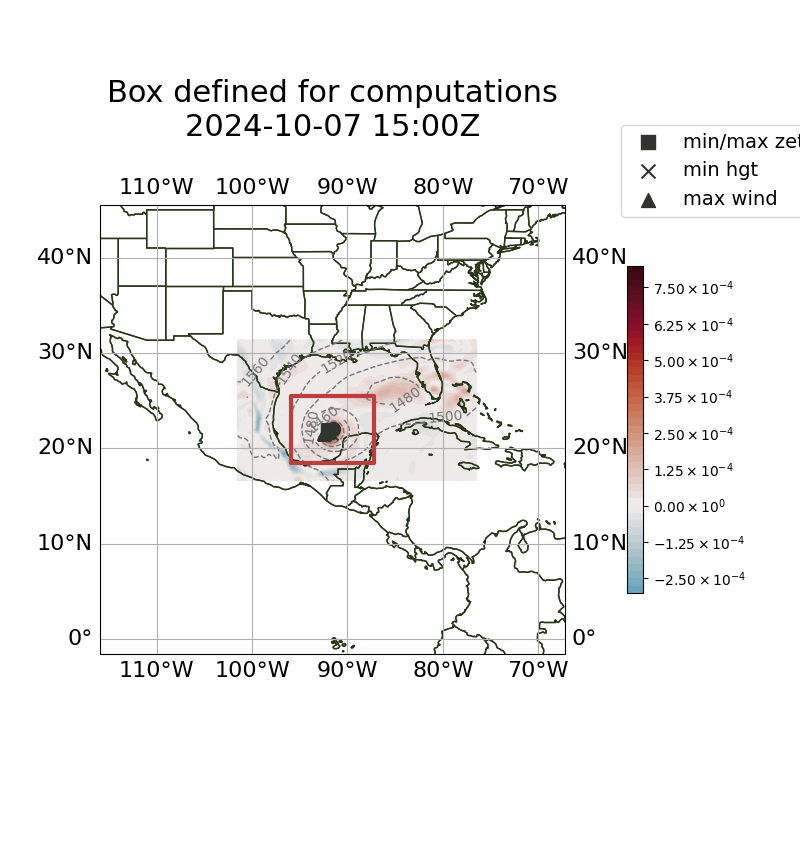 Box defined for computations
2024-10-07 15:00Z
min/max zet
min hgt
max wind
110°W 100°W 90°W 80°W 70°W
40°N 40°N
30°N 30°N
20°N
10°N 10°N
0° 0°
110°W 100°W 90°W 80°W 70°W
1560
1480
1500
7.50 × 10⁻⁴
6.25 × 10⁻⁴
5.00 × 10⁻⁴
3.75 × 10⁻⁴
2.50 × 10⁻⁴
1.25 × 10⁻⁴
0.00 × 10⁰
−1.25 × 10⁻⁴
−2.50 × 10⁻⁴